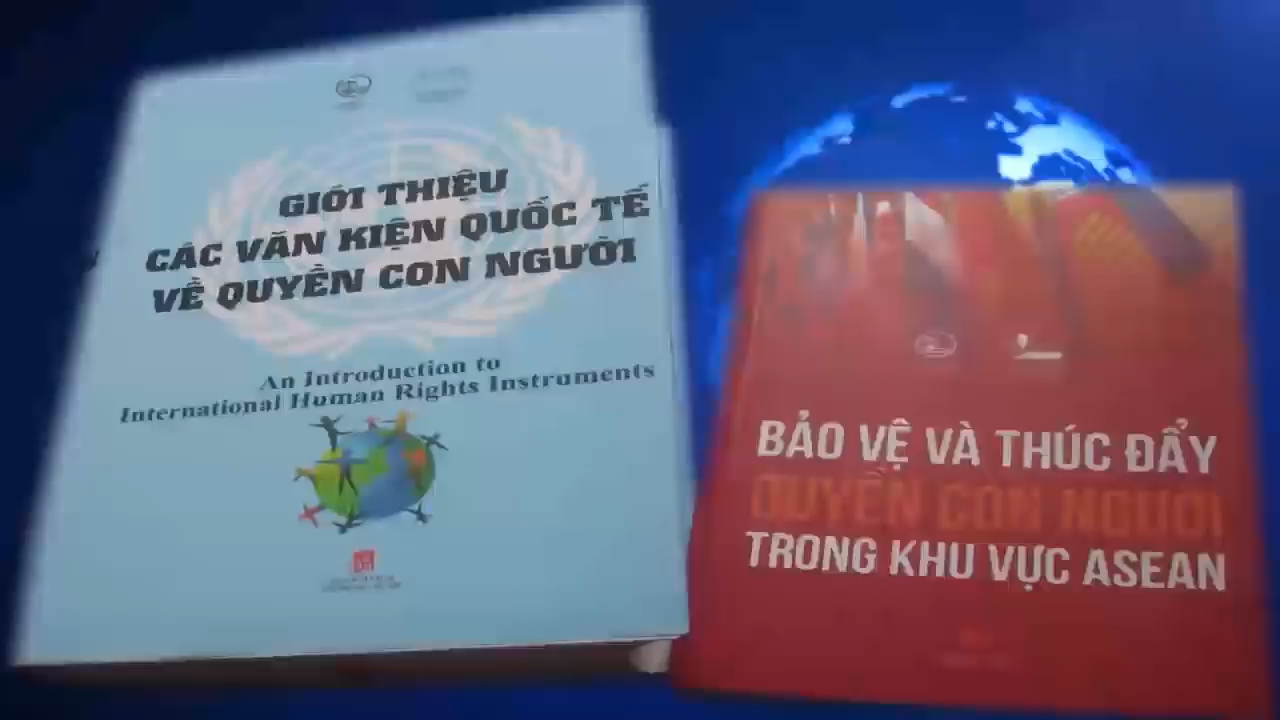 GIỚI THIỆU
CÁC VĂN KIỆN QUỐC TẾ
VỀ QUYỀN CON NGƯỜI
An Introduction to
International Human Rights Instruments
BẢO VỆ VÀ THÚC ĐẨY
QUYỀN CON NGƯỜI
TRONG KHU VỰC ASEAN